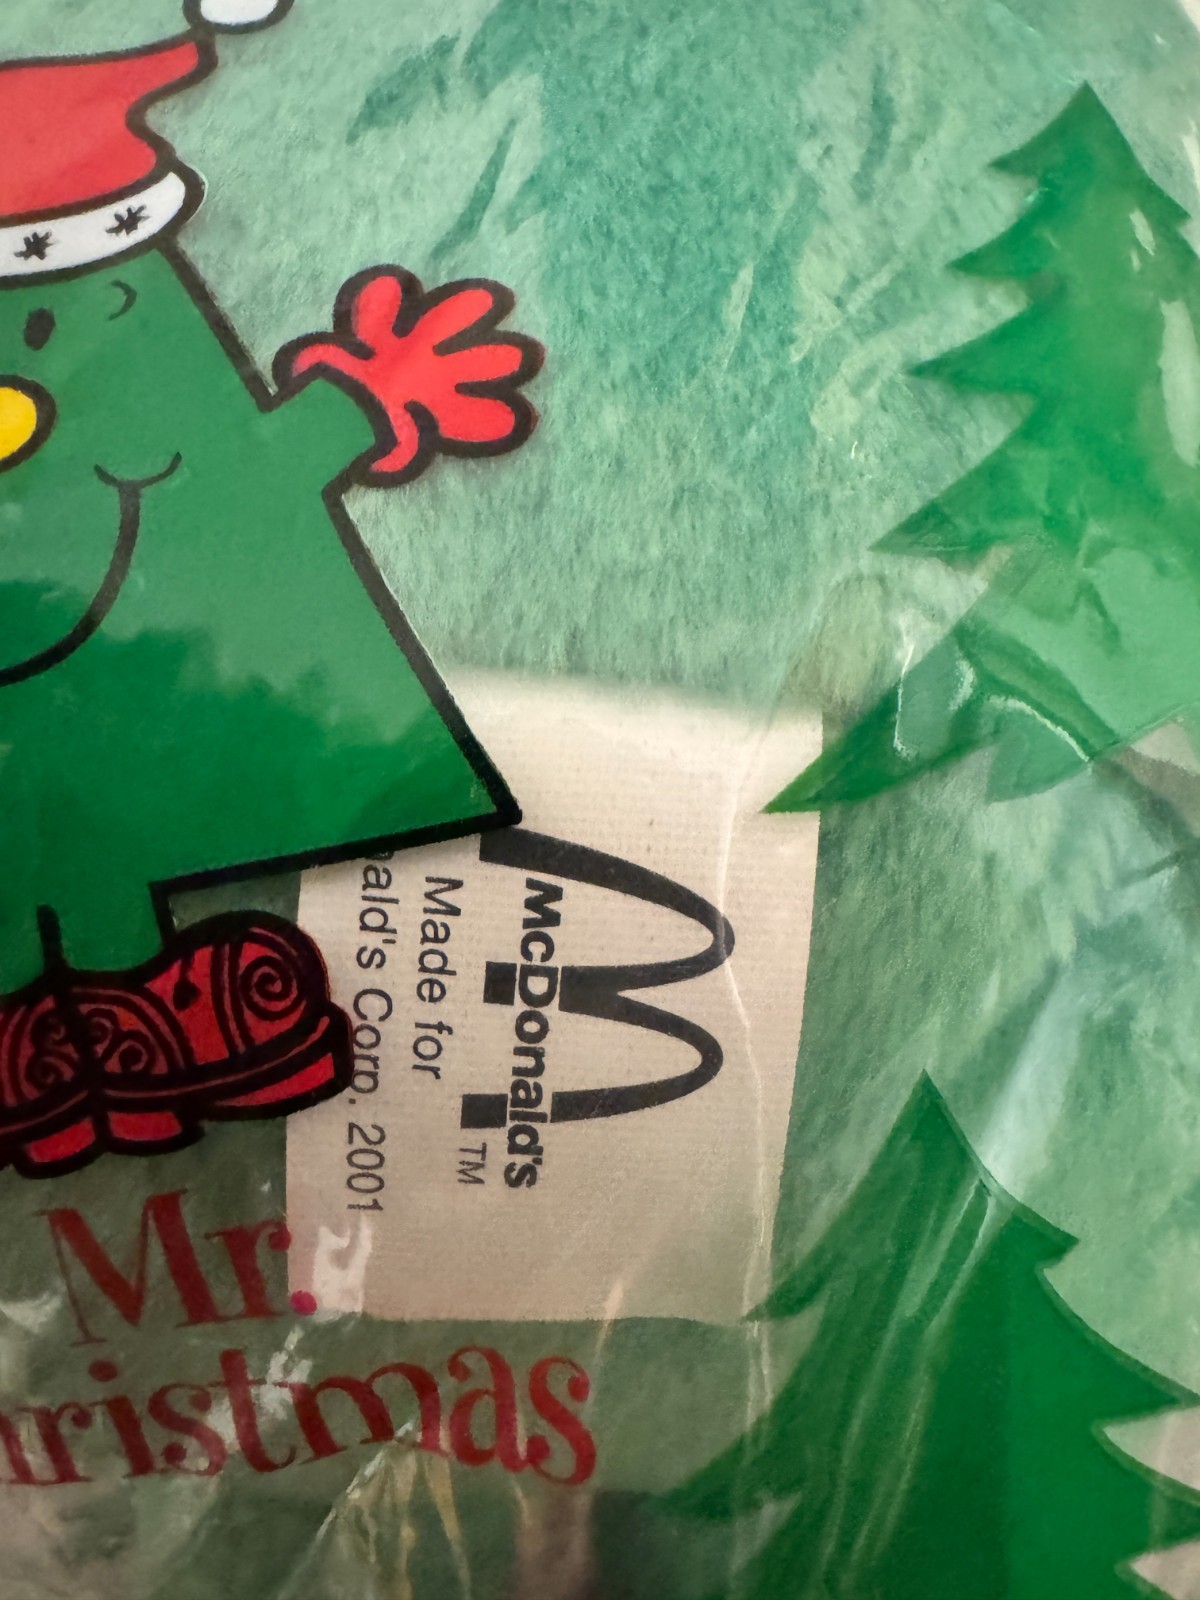 McDonald's
TM
Made for
ald's Corp. 2001
Mr.
ristmas